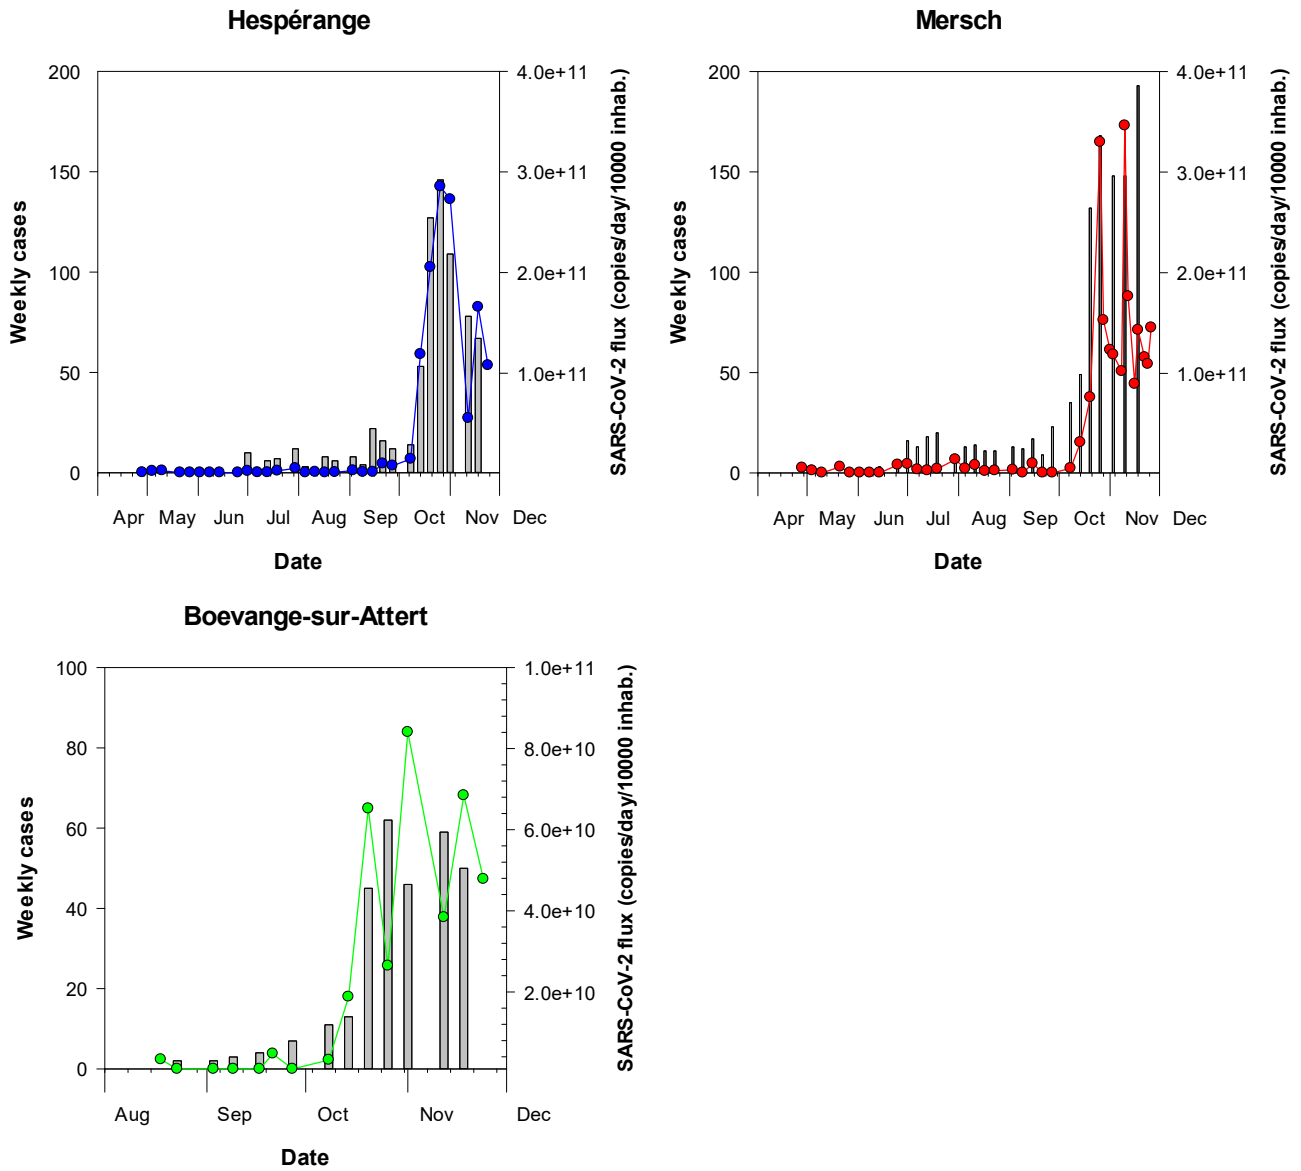 Hespérange
200
150
100
50
0
Weekly cases
4.0e+11
3.0e+11
2.0e+11
1.0e+11
SARS-CoV-2 flux (copies/day/10000 inhab.)
Apr May Jun Jul Aug Sep Oct Nov Dec
Date
Mersch
200
150
100
50
0
Weekly cases
4.0e+11
3.0e+11
2.0e+11
1.0e+11
SARS-CoV-2 flux (copies/day/10000 inhab.)
Apr May Jun Jul Aug Sep Oct Nov Dec
Date
Boevange-sur-Attert
100
80
60
40
20
0
Weekly cases
1.0e+11
8.0e+10
6.0e+10
4.0e+10
2.0e+10
SARS-CoV-2 flux (copies/day/10000 inhab.)
Aug Sep Oct Nov Dec
Date